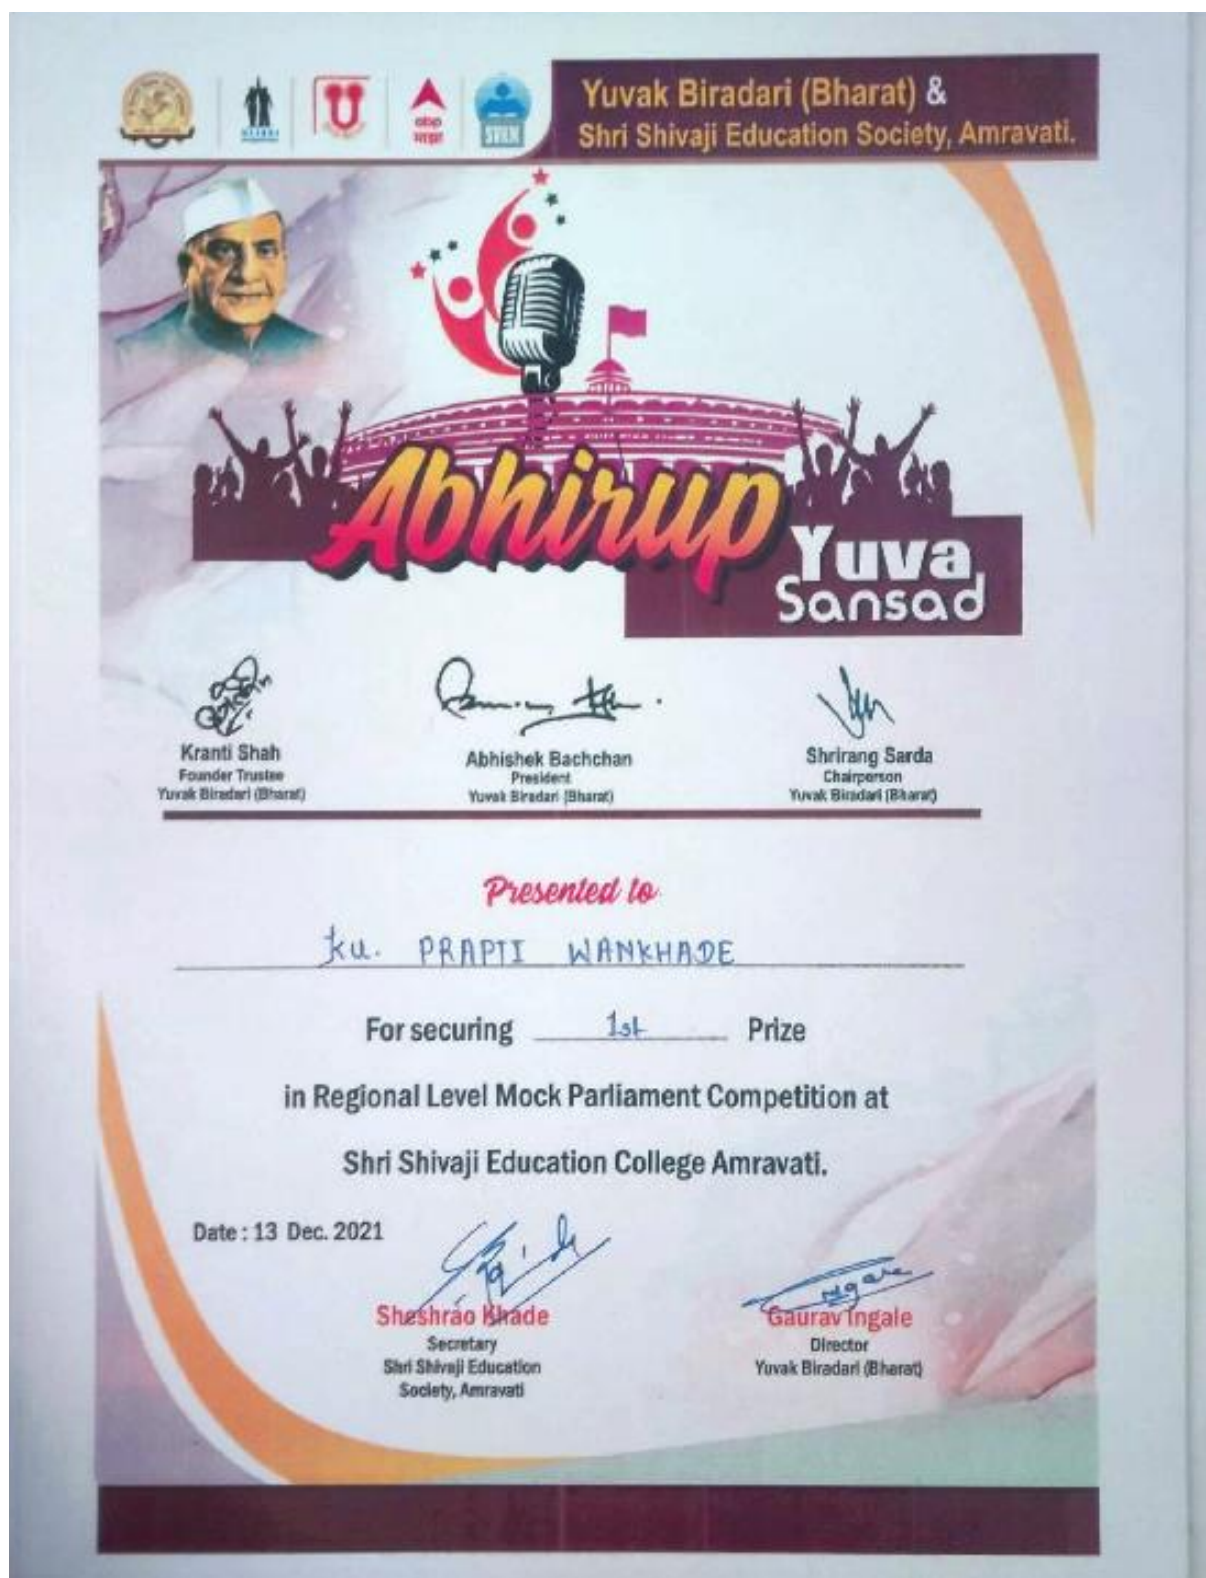 Yuvak Biradari (Bharat) &
Shri Shivaji Education Society, Amravati.
abp
माझा
SVKM
Abhirup
Yuva
Sansad
Kranti Shah
Founder Trustee
Yuvak Biradari (Bharat)
Abhishek Bachchan
President
Yuvak Biradari (Bharat)
Shrirang Sarda
Chairperson
Yuvak Biradari (Bharat)
Presented to
Ku. PRAPTI WANKHADE
For securing 1st Prize
in Regional Level Mock Parliament Competition at
Shri Shivaji Education College Amravati.
Date : 13 Dec. 2021
Sheshrao Khade
Secretary
Shri Shivaji Education
Society, Amravati
Gaurav Ingale
Director
Yuvak Biradari (Bharat)